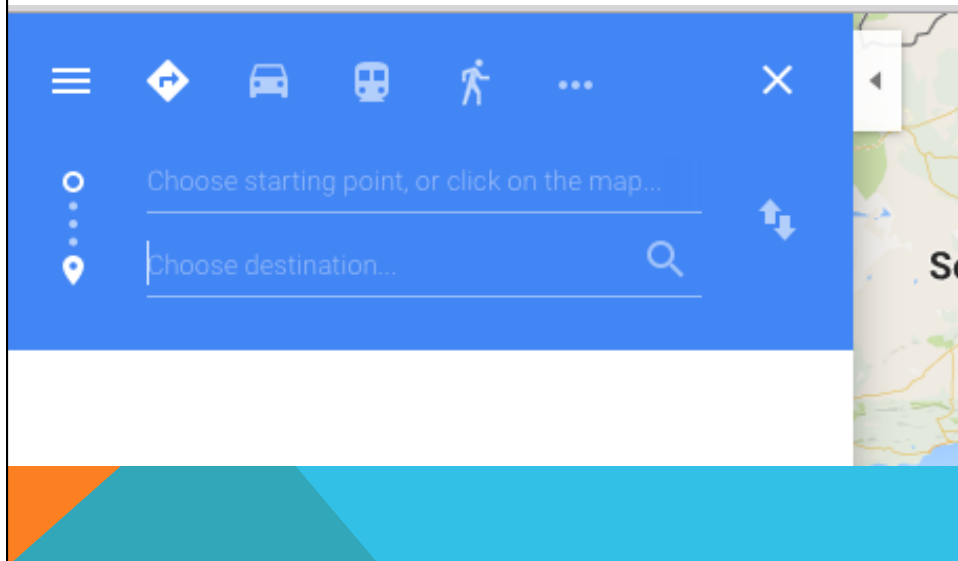 Choose starting point, or click on the map...
Choose destination...